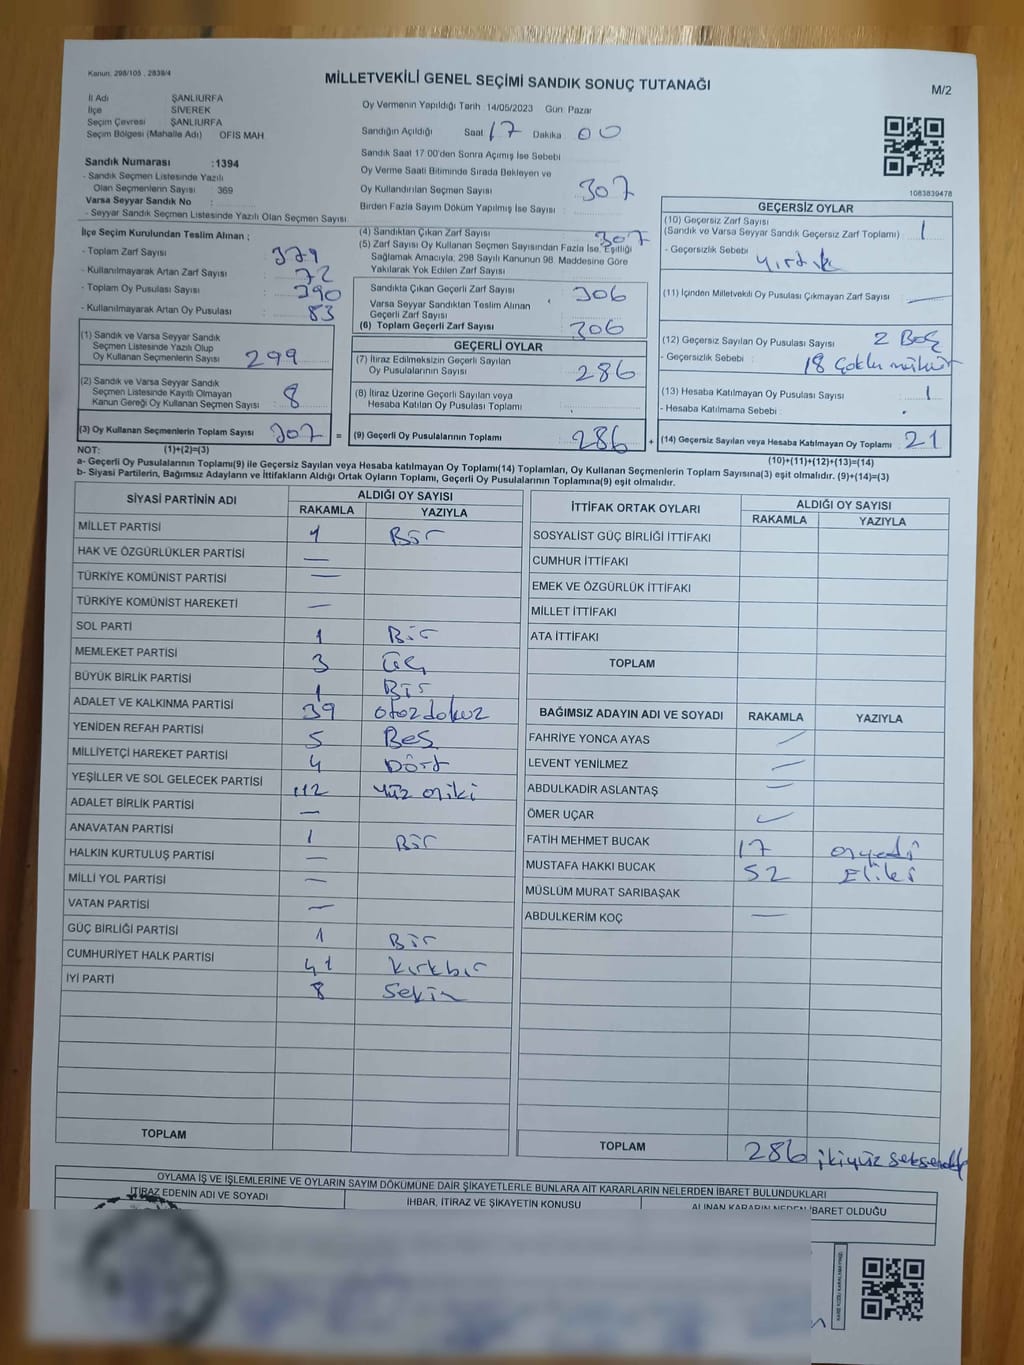 Kanun. 298/105 , 2839/4
MİLLETVEKİLİ GENEL SEÇİMİ SANDIK SONUÇ TUTANAĞI
M/2
İl Adı ŞANLIURFA
İlçe SİVEREK
Seçim Çevresi ŞANLIURFA
Seçim Bölgesi (Mahalle Adı) OFIS MAH
Oy Vermenin Yapıldığı Tarih 14/05/2023 Gün Pazar
Sandığın Açıldığı Saat 17 Dakika 00
Sandık Saat 17:00'den Sonra Açımış İse Sebebi
Oy Verme Saati Bitiminde Sırada Bekleyen ve
Oy Kullandırılan Seçmen Sayısı 307
Birden Fazla Sayım Döküm Yapılmış İse Sayısı
1083839478
Sandık Numarası :1394
- Sandık Seçmen Listesinde Yazılı
Olan Seçmenlerin Sayısı : 369
Varsa Seyyar Sandık No :
- Seyyar Sandık Seçmen Listesinde Yazılı Olan Seçmen Sayısı
İlçe Seçim Kurulundan Teslim Alınan ;
- Toplam Zarf Sayısı : 379
- Kullanılmayarak Artan Zarf Sayısı : 72
- Toplam Oy Pusulası Sayısı : 390
- Kullanılmayarak Artan Oy Pusulası : 83
(1) Sandık ve Varsa Seyyar Sandık
Seçmen Listesinde Yazılı Olup
Oy Kullanan Seçmenlerin Sayısı : 299
(2) Sandık ve Varsa Seyyar Sandık
Seçmen Listesinde Kayıtlı Olmayan
Kanun Gereği Oy Kullanan Seçmen Sayısı : 8
(3) Oy Kullanan Seçmenlerin Toplam Sayısı : 307
(4) Sandıktan Çıkan Zarf Sayısı : 307
(5) Zarf Sayısı Oy Kullanan Seçmen Sayısından Fazla İse, Eşitliği
Sağlamak Amacıyla, 298 Sayılı Kanunun 98. Maddesine Göre
Yakılarak Yok Edilen Zarf Sayısı :
Sandıkta Çıkan Geçerli Zarf Sayısı : 306
Varsa Seyyar Sandıktan Teslim Alınan
Geçerli Zarf Sayısı :
(6) Toplam Geçerli Zarf Sayısı : 306
GEÇERLİ OYLAR
(7) İtiraz Edilmeksizin Geçerli Sayılan
Oy Pusulalarının Sayısı : 286
(8) İtiraz Üzerine Geçerli Sayılan veya
Hesaba Katılan Oy Pusulası Toplamı :
= (9) Geçerli Oy Pusulalarının Toplamı : 286 +
GEÇERSİZ OYLAR
(10) Geçersiz Zarf Sayısı
(Sandık ve Varsa Seyyar Sandık Geçersiz Zarf Toplamı) : 1
- Geçersizlik Sebebi : yırtık
(11) İçinden Milletvekili Oy Pusulası Çıkmayan Zarf Sayısı : —
(12) Geçersiz Sayılan Oy Pusulası Sayısı : 2 Boş
- Geçersizlik Sebebi : 18 çoklu mühür
(13) Hesaba Katılmayan Oy Pusulası Sayısı : 1
- Hesaba Katılmama Sebebi :
(14) Geçersiz Sayılan veya Hesaba Katılmayan Oy Toplamı : 21
NOT: (1)+(2)=(3)
(10)+(11)+(12)+(13)=(14)
a- Geçerli Oy Pusulalarının Toplamı(9) ile Geçersiz Sayılan veya Hesaba katılmayan Oy Toplamı(14) Toplamları, Oy Kullanan Seçmenlerin Toplam Sayısına(3) eşit olmalıdır. (9)+(14)=(3)
b- Siyasi Partilerin, Bağımsız Adayların ve İttifakların Aldığı Ortak Oyların Toplamı, Geçerli Oy Pusulalarının Toplamına(9) eşit olmalıdır.
SİYASİ PARTİNİN ADI ALDIĞI OY SAYISI
RAKAMLA YAZIYLA
MİLLET PARTİSİ 1 Bir
HAK VE ÖZGÜRLÜKLER PARTİSİ —
TÜRKİYE KOMÜNİST PARTİSİ —
TÜRKİYE KOMÜNİST HAREKETİ —
SOL PARTİ 1 Bir
MEMLEKET PARTİSİ 3 Üç
BÜYÜK BİRLİK PARTİSİ 1 Bir
ADALET VE KALKINMA PARTİSİ 39 otozdokuz
YENİDEN REFAH PARTİSİ 5 Beş
MİLLİYETÇİ HAREKET PARTİSİ 4 Dört
YEŞİLLER VE SOL GELECEK PARTİSİ 112 yüz oniki
ADALET BİRLİK PARTİSİ —
ANAVATAN PARTİSİ 1 Bir
HALKIN KURTULUŞ PARTİSİ —
MİLLİ YOL PARTİSİ —
VATAN PARTİSİ —
GÜÇ BİRLİĞİ PARTİSİ 1 Bir
CUMHURİYET HALK PARTİSİ 41 Kırkbir
İYİ PARTİ 8 Sekiz
TOPLAM
İTTİFAK ORTAK OYLARI ALDIĞI OY SAYISI
RAKAMLA YAZIYLA
SOSYALİST GÜÇ BİRLİĞİ İTTİFAKI
CUMHUR İTTİFAKI
EMEK VE ÖZGÜRLÜK İTTİFAKI
MİLLET İTTİFAKI
ATA İTTİFAKI
TOPLAM
BAĞIMSIZ ADAYIN ADI VE SOYADI RAKAMLA YAZIYLA
FAHRİYE YONCA AYAS —
LEVENT YENİLMEZ —
ABDULKADİR ASLANTAŞ —
ÖMER UÇAR —
FATİH MEHMET BUCAK 17 onyedi
MUSTAFA HAKKI BUCAK 52 Elliki
MÜSLÜM MURAT SARIBAŞAK
ABDULKERİM KOÇ —
TOPLAM 286 ikiyüz seksenaltı
OYLAMA İŞ VE İŞLEMLERİNE VE OYLARIN SAYIM DÖKÜMÜNE DAİR ŞİKAYETLERLE BUNLARA AİT KARARLARIN NELERDEN İBARET BULUNDUKLARI
İTİRAZ EDENİN ADI VE SOYADI İHBAR, İTİRAZ VE ŞİKAYETİN KONUSU ALINAN KARARIN NEDEN İBARET OLDUĞU